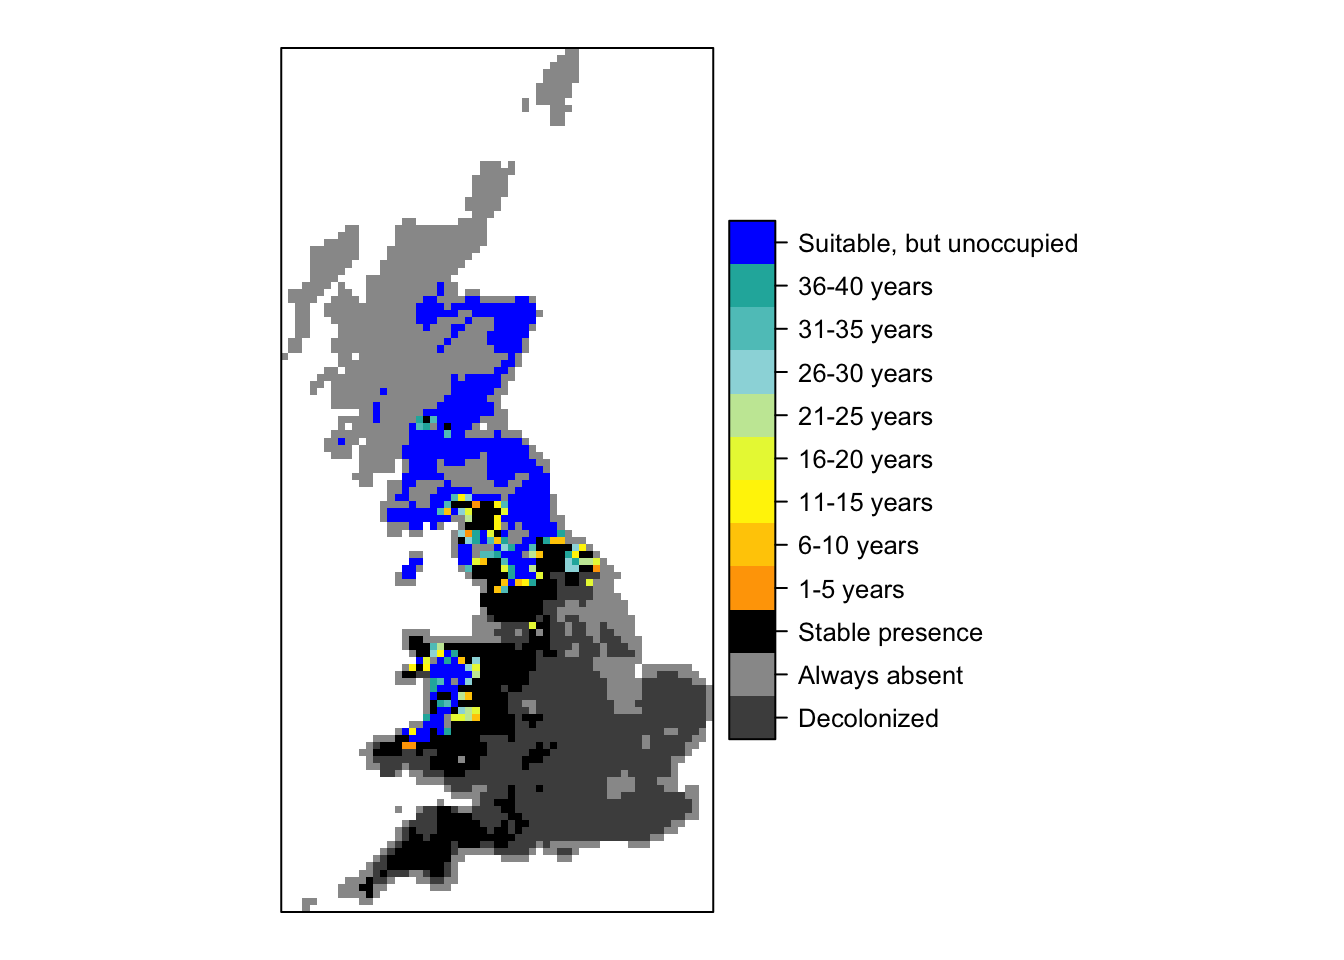 Suitable, but unoccupied
36-40 years
31-35 years
26-30 years
21-25 years
16-20 years
11-15 years
6-10 years
1-5 years
Stable presence
Always absent
Decolonized